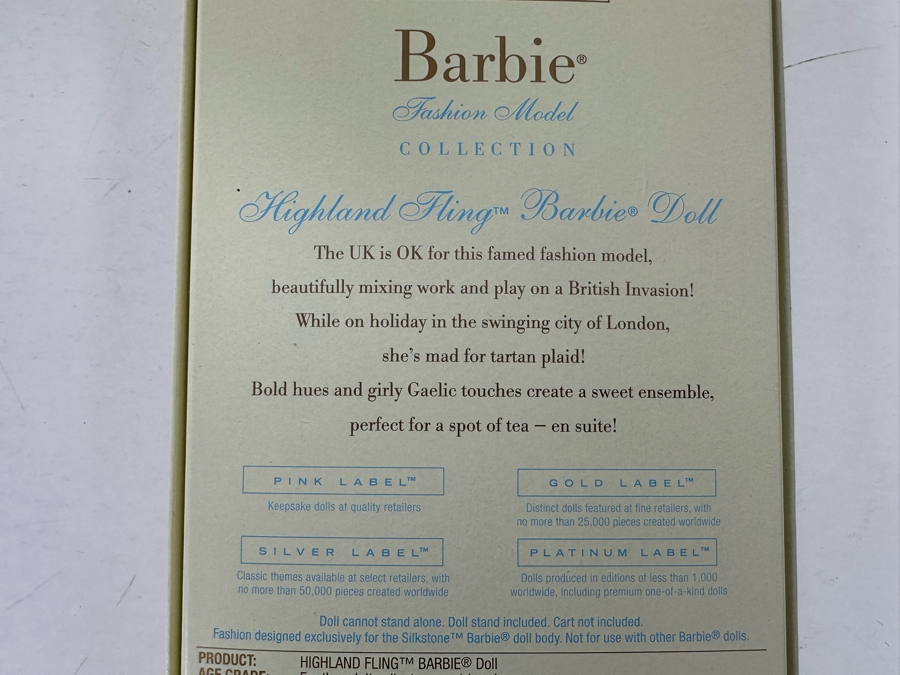 Barbie®
Fashion Model
COLLECTION
Highland Fling™ Barbie® Doll
The UK is OK for this famed fashion model,
beautifully mixing work and play on a British Invasion!
While on holiday in the swinging city of London,
she's mad for tartan plaid!
Bold hues and girly Gaelic touches create a sweet ensemble,
perfect for a spot of tea – en suite!
PINK LABEL™
Keepsake dolls at quality retailers
GOLD LABEL™
Distinct dolls featured at fine retailers, with
no more than 25,000 pieces created worldwide
SILVER LABEL™
Classic themes available at select retailers, with
no more than 50,000 pieces created worldwide
PLATINUM LABEL™
Dolls produced in editions of less than 1,000
worldwide, including premium one-of-a-kind dolls
Doll cannot stand alone. Doll stand included. Cart not included.
Fashion designed exclusively for the Silkstone™ Barbie® doll body. Not for use with other Barbie® dolls.
PRODUCT: HIGHLAND FLING™ BARBIE® Doll
AGE GRADE: